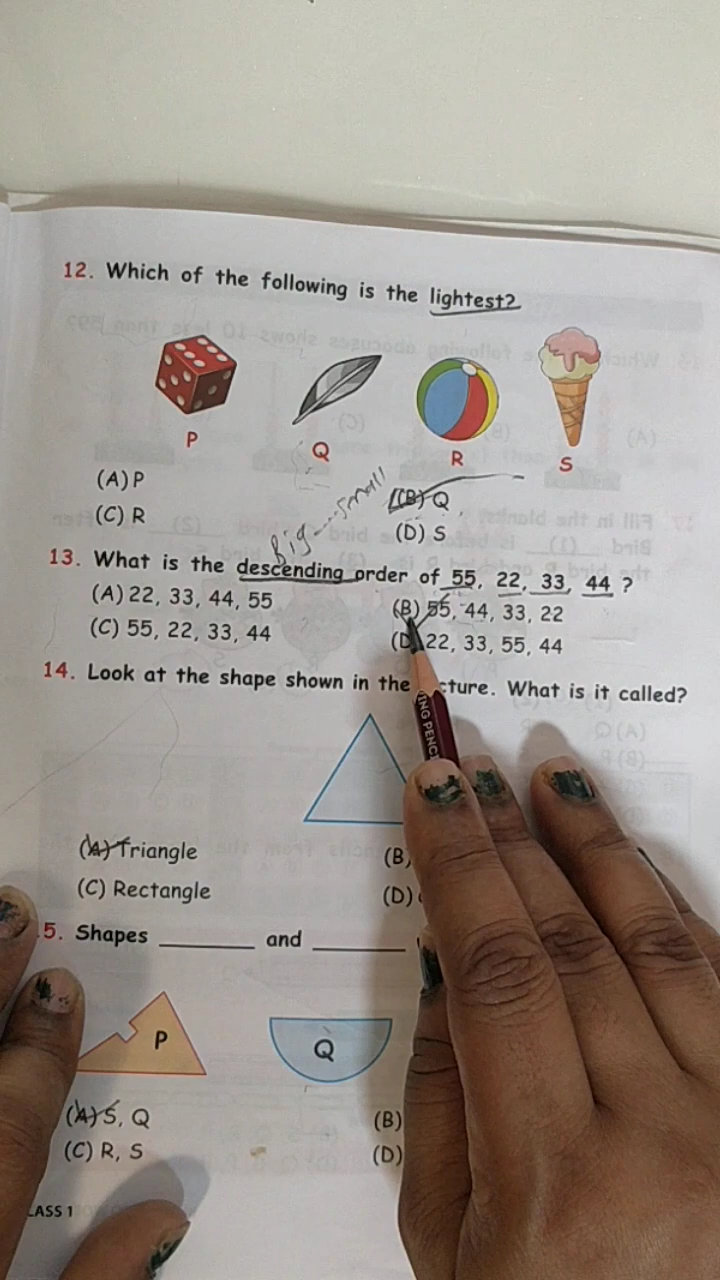 12. Which of the following is the lightest?
P
Q
R
S
(A) P
(B) Q
(C) R
(D) S
Big---small
13. What is the descending order of 55, 22, 33, 44 ?
(A) 22, 33, 44, 55
(B) 55, 44, 33, 22
(C) 55, 22, 33, 44
(D 22, 33, 55, 44
14. Look at the shape shown in the cture. What is it called?
ING PENC
(A) Triangle
(B)
(C) Rectangle
(D)
5. Shapes ________ and ________
P
Q
(A) S, Q
(B)
(C) R, S
(D)
LASS 1